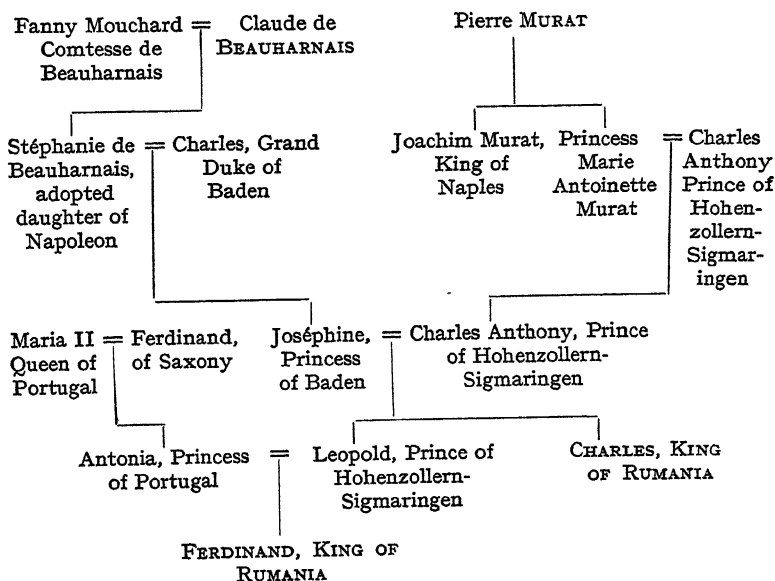 Fanny Mouchard = Claude de
Comtesse de BEAUHARNAIS
Beauharnais
Pierre MURAT
Stéphanie de = Charles, Grand
Beauharnais, Duke of
adopted Baden
daughter of
Napoleon
Joachim Murat,
King of
Naples
Princess = Charles
Marie Anthony
Antoinette Prince of
Murat Hohen-
zollern-
Sigmar-
ingen
Maria II = Ferdinand,
Queen of of Saxony
Portugal
Joséphine, = Charles Anthony, Prince
Princess of Hohenzollern-
of Baden Sigmaringen
Antonia, Princess = Leopold, Prince of
of Portugal Hohenzollern-
Sigmaringen
CHARLES, KING
OF RUMANIA
FERDINAND, KING OF
RUMANIA